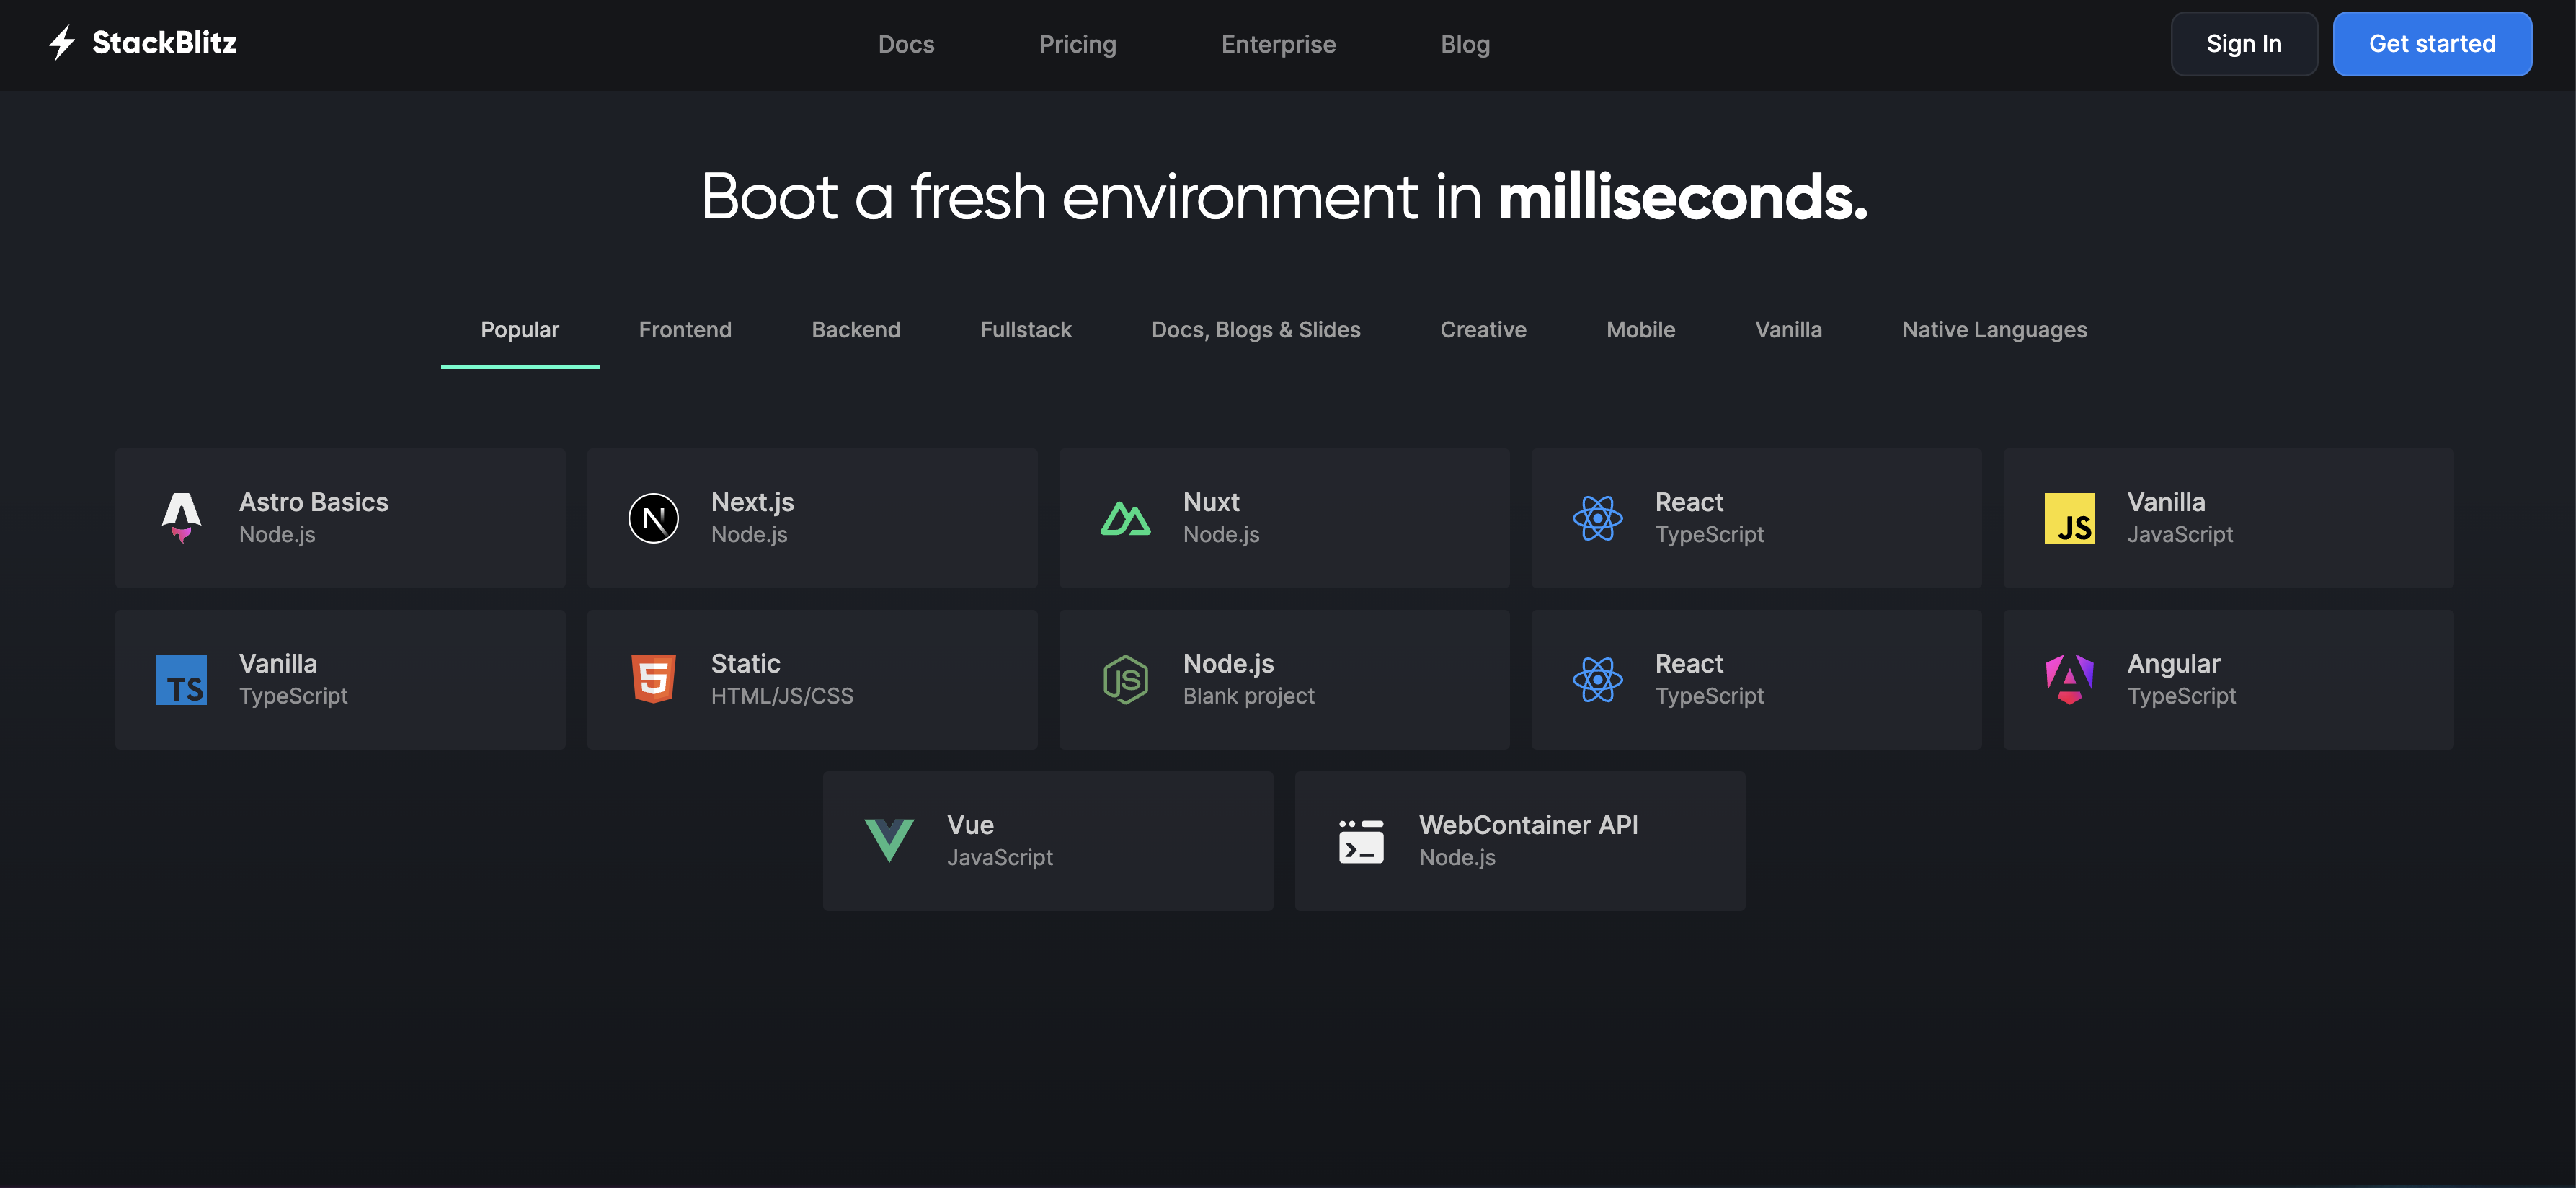 StackBlitz
Docs
Pricing
Enterprise
Blog
Sign In
Get started
Boot a fresh environment in milliseconds.
Popular
Frontend
Backend
Fullstack
Docs, Blogs & Slides
Creative
Mobile
Vanilla
Native Languages
Astro Basics
Node.js
N
Next.js
Node.js
Nuxt
Node.js
React
TypeScript
JS
Vanilla
JavaScript
TS
Vanilla
TypeScript
5
Static
HTML/JS/CSS
JS
Node.js
Blank project
React
TypeScript
A
Angular
TypeScript
Vue
JavaScript
WebContainer API
Node.js